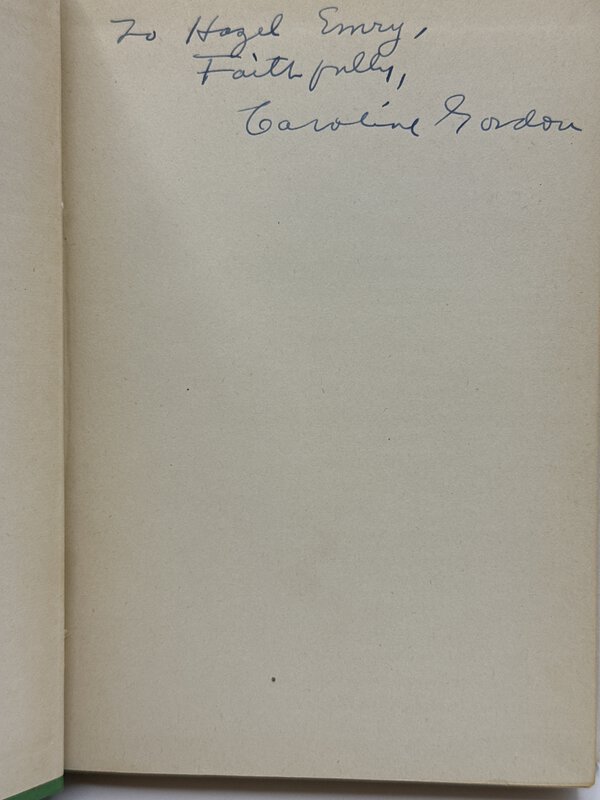 To Hazel Emry,
Faithfully,
Caroline Gordon